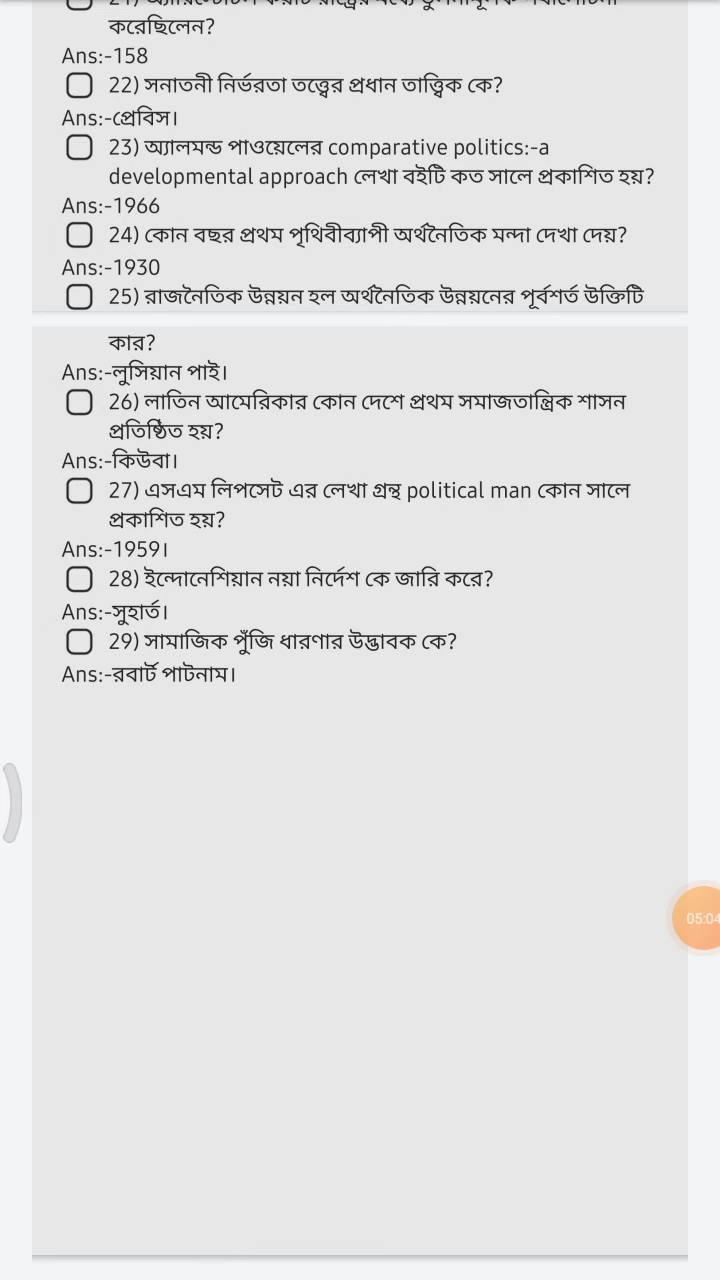 করেছিলেন?
Ans:-158
22) সনাতনী নির্ভরতা তত্ত্বের প্রধান তাত্ত্বিক কে?
Ans:-প্রেবিস।
23) অ্যালমন্ড পাওয়েলের comparative politics:-a
developmental approach লেখা বইটি কত সালে প্রকাশিত হয়?
Ans:-1966
24) কোন বছর প্রথম পৃথিবীব্যাপী অর্থনৈতিক মন্দা দেখা দেয়?
Ans:-1930
25) রাজনৈতিক উন্নয়ন হল অর্থনৈতিক উন্নয়নের পূর্বশর্ত উক্তিটি
কার?
Ans:-লুসিয়ান পাই।
26) লাতিন আমেরিকার কোন দেশে প্রথম সমাজতান্ত্রিক শাসন
প্রতিষ্ঠিত হয়?
Ans:-কিউবা।
27) এসএম লিপসেট এর লেখা গ্রন্থ political man কোন সালে
প্রকাশিত হয়?
Ans:-1959।
28) ইন্দোনেশিয়ান নয়া নির্দেশ কে জারি করে?
Ans:-সুহার্ত।
29) সামাজিক পুঁজি ধারণার উদ্ভাবক কে?
Ans:-রবার্ট পাটনাম।
05:04